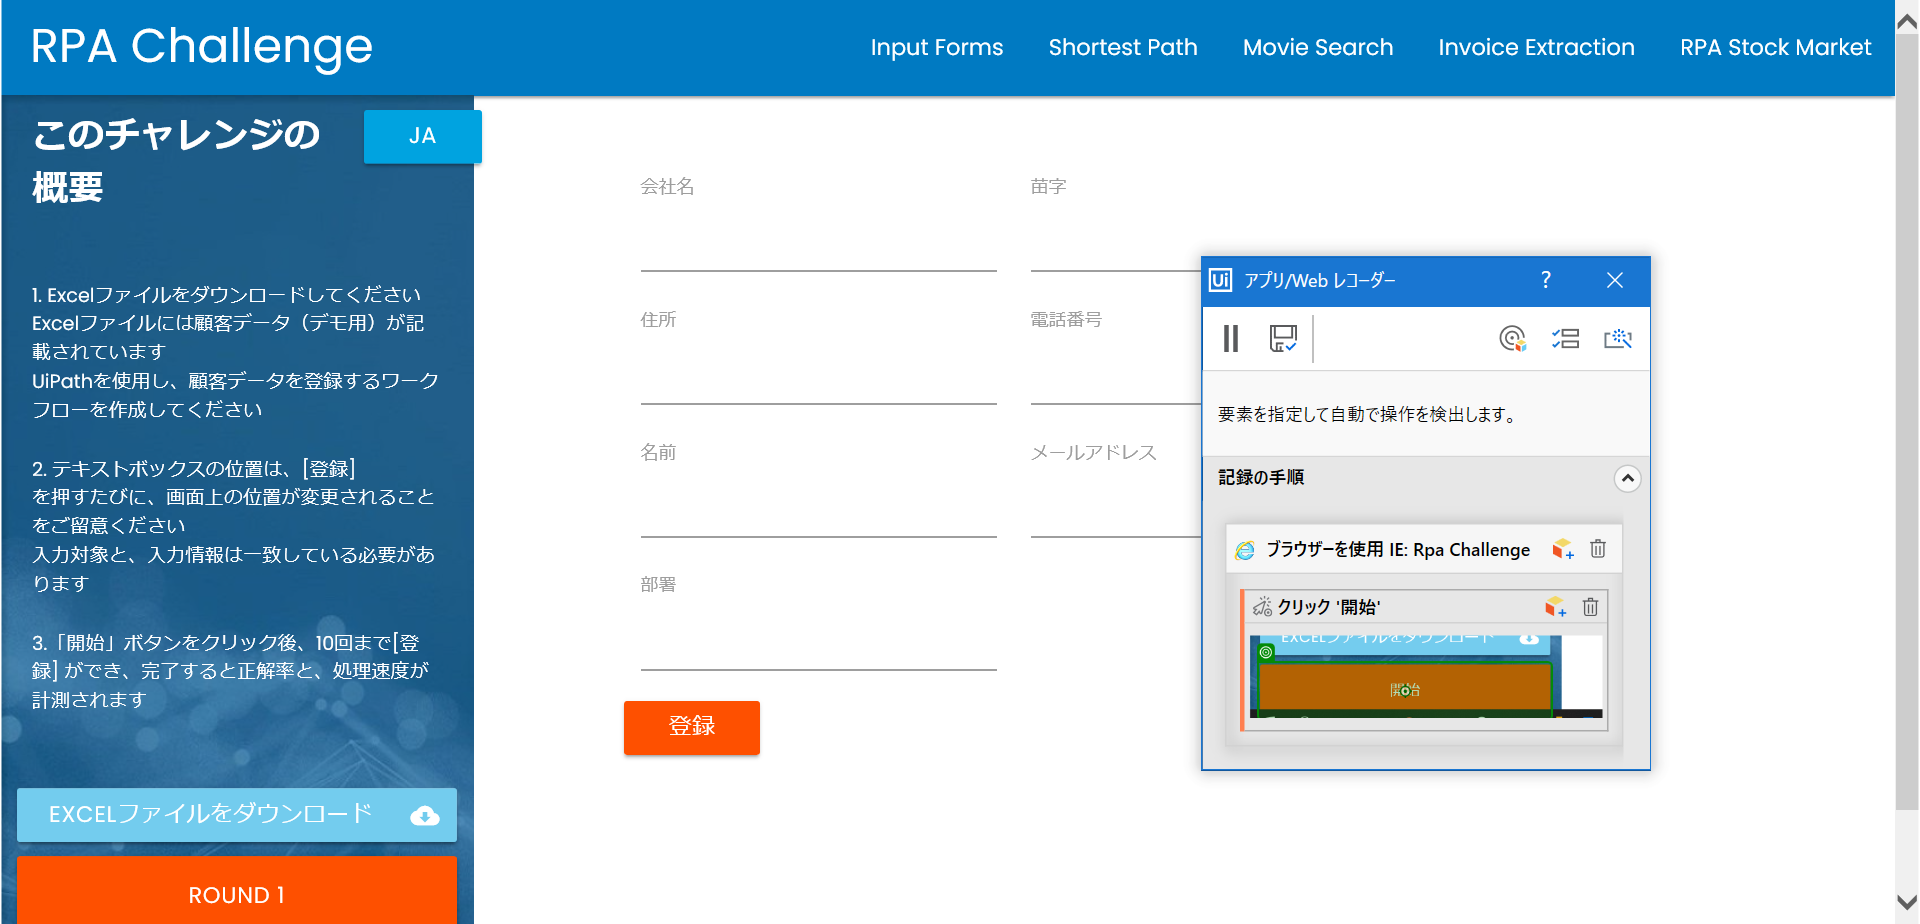 RPA Challenge
Input Forms
Shortest Path
Movie Search
Invoice Extraction
RPA Stock Market
このチャレンジの
概要
JA
1. Excelファイルをダウンロードしてください
Excelファイルには顧客データ（デモ用）が記
載されています
UiPathを使用し、顧客データを登録するワーク
フローを作成してください
2. テキストボックスの位置は、[登録]
を押すたびに、画面上の位置が変更されること
をご留意ください
入力対象と、入力情報は一致している必要があ
ります
3.「開始」ボタンをクリック後、10回まで[登
録] ができ、完了すると正解率と、処理速度が
計測されます
EXCELファイルをダウンロード
ROUND 1
会社名
苗字
住所
電話番号
名前
メールアドレス
部署
登録
Ui アプリ/Web レコーダー
?
要素を指定して自動で操作を検出します。
記録の手順
ブラウザーを使用 IE: Rpa Challenge
クリック '開始'
EXCELファイルをダウンロード
開始